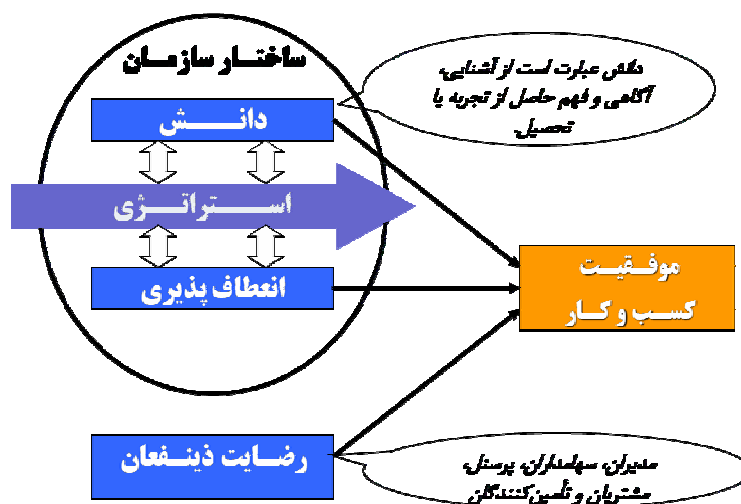 ساختار سازمان
دانش عبارت است از آشنایی،
آگاهی و فهم حاصل از تجربه یا
تحصیل.
دانش
استراتژی
انعطاف پذیری
موفقیت
کسب و کار
رضایت ذینفعان
مدیران، سهامداران، پرسنل،
مشتریان و تأمین‌کنندگان